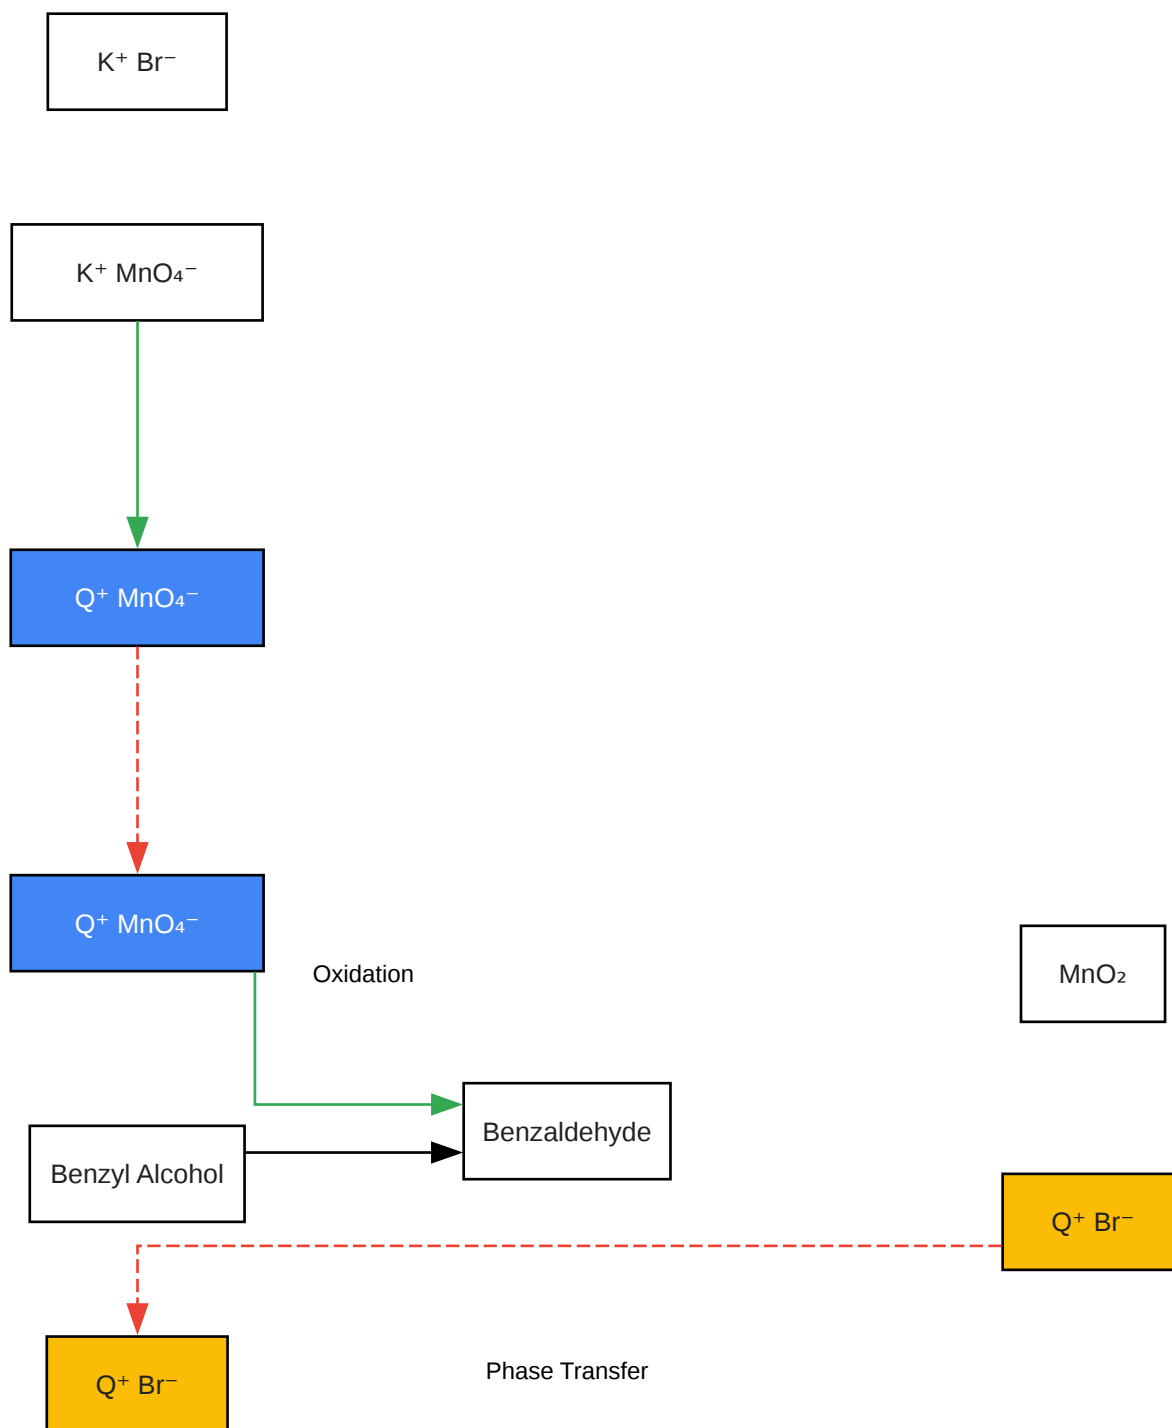 K⁺ Br⁻
K⁺ MnO₄⁻
Q⁺ MnO₄⁻
Q⁺ MnO₄⁻
Oxidation
MnO₂
Benzaldehyde
Benzyl Alcohol
Q⁺ Br⁻
Phase Transfer
Q⁺ Br⁻